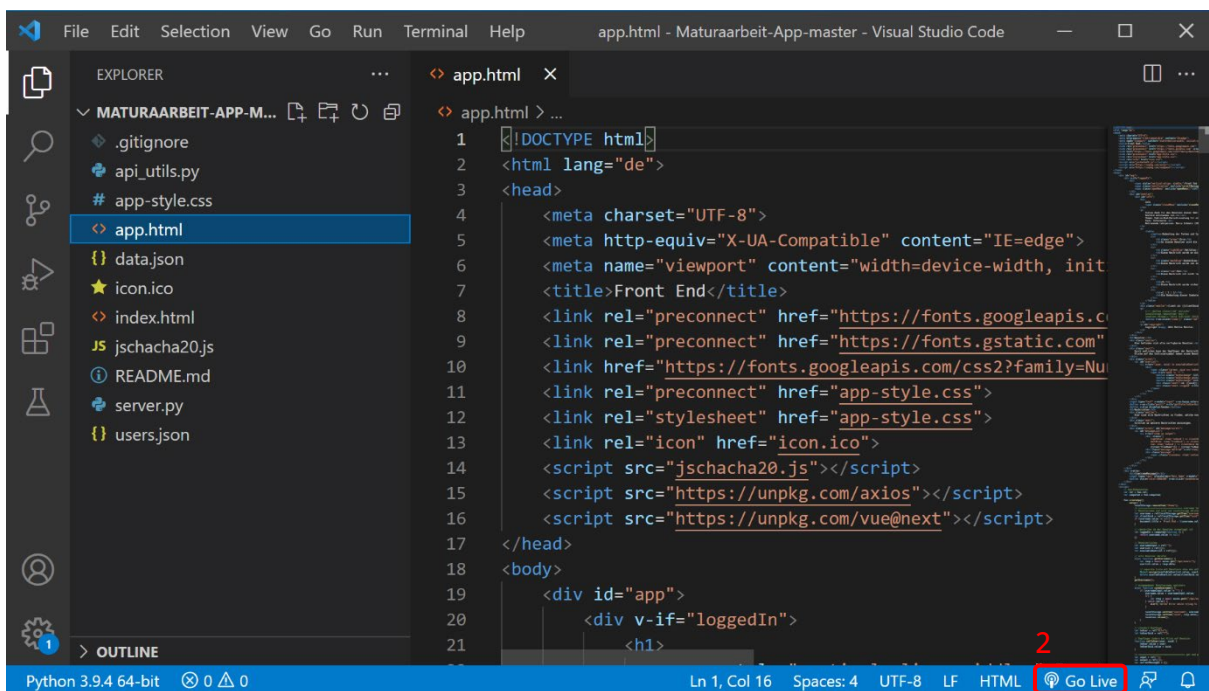 File Edit Selection View Go Run Terminal Help app.html - Maturaarbeit-App-master - Visual Studio Code
EXPLORER
MATURAARBEIT-APP-M...
.gitignore
api_utils.py
# app-style.css
<> app.html
{} data.json
icon.ico
<> index.html
JS jschacha20.js
README.md
server.py
{} users.json
OUTLINE
<> app.html
<> app.html > ...
1 <!DOCTYPE html>
2 <html lang="de">
3 <head>
4 <meta charset="UTF-8">
5 <meta http-equiv="X-UA-Compatible" content="IE=edge">
6 <meta name="viewport" content="width=device-width, init
7 <title>Front End</title>
8 <link rel="preconnect" href="https://fonts.googleapis.c
9 <link rel="preconnect" href="https://fonts.gstatic.com"
10 <link href="https://fonts.googleapis.com/css2?family=Nu
11 <link rel="preconnect" href="app-style.css">
12 <link rel="stylesheet" href="app-style.css">
13 <link rel="icon" href="icon.ico">
14 <script src="jschacha20.js"></script>
15 <script src="https://unpkg.com/axios"></script>
16 <script src="https://unpkg.com/vue@next"></script>
17 </head>
18 <body>
19 <div id="app">
20 <div v-if="loggedIn">
21 <h1>
2
1
Python 3.9.4 64-bit 0 0 Ln 1, Col 16 Spaces: 4 UTF-8 LF HTML Go Live